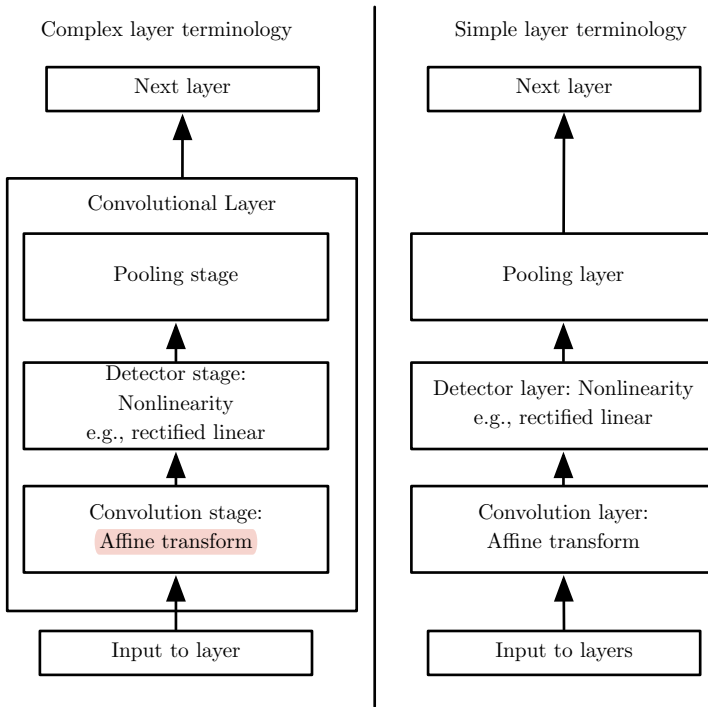 Complex layer terminology
Next layer
Convolutional Layer
Pooling stage
Detector stage:
Nonlinearity
e.g., rectified linear
Convolution stage:
Affine transform
Input to layer
Simple layer terminology
Next layer
Pooling layer
Detector layer: Nonlinearity
e.g., rectified linear
Convolution layer:
Affine transform
Input to layers